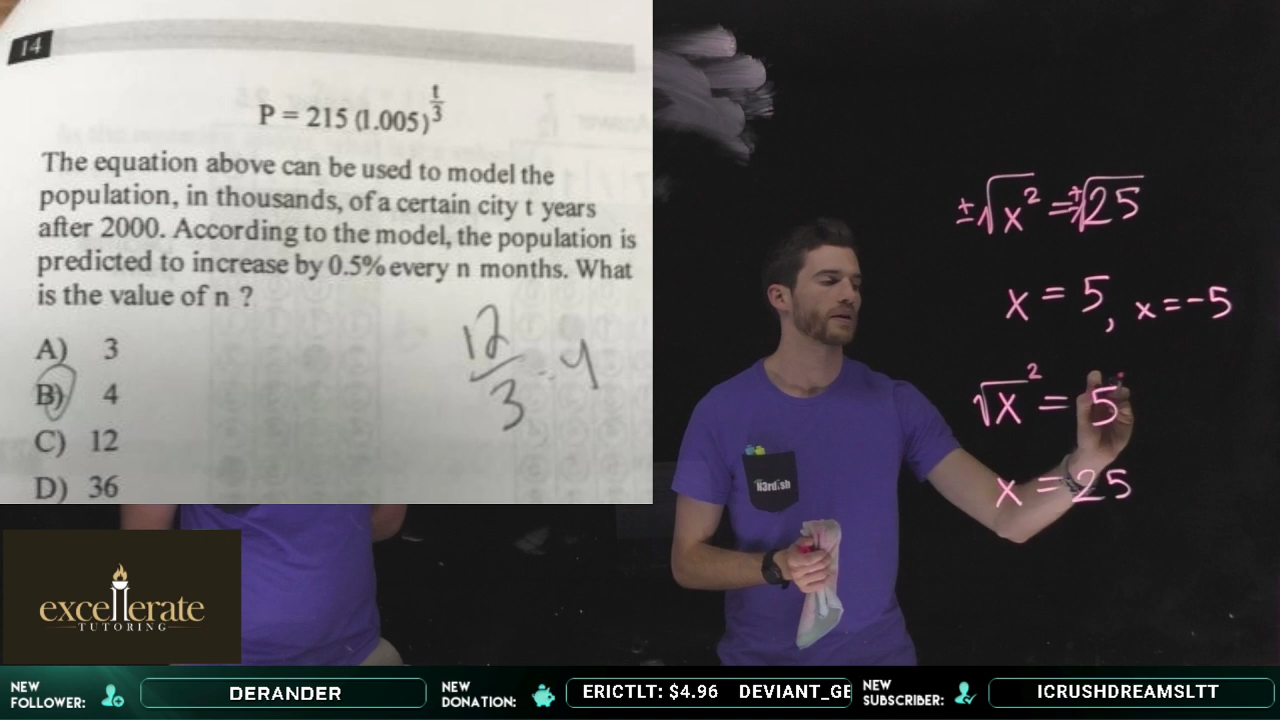 14
P = 215 (1.005)^(t/3)
The equation above can be used to model the
population, in thousands, of a certain city t years
after 2000. According to the model, the population is
predicted to increase by 0.5% every n months. What
is the value of n ?
A) 3
B) 4
C) 12
D) 36
12
3
4
±√x² = ±√25
x = 5, x = -5
√x² = 5
x = 25
N3rdish
excellerate
TUTORING
NEW FOLLOWER:
DERANDER
NEW DONATION:
ERICTLT: $4.96 DEVIANT_GE
NEW SUBSCRIBER:
ICRUSHDREAMSLTT